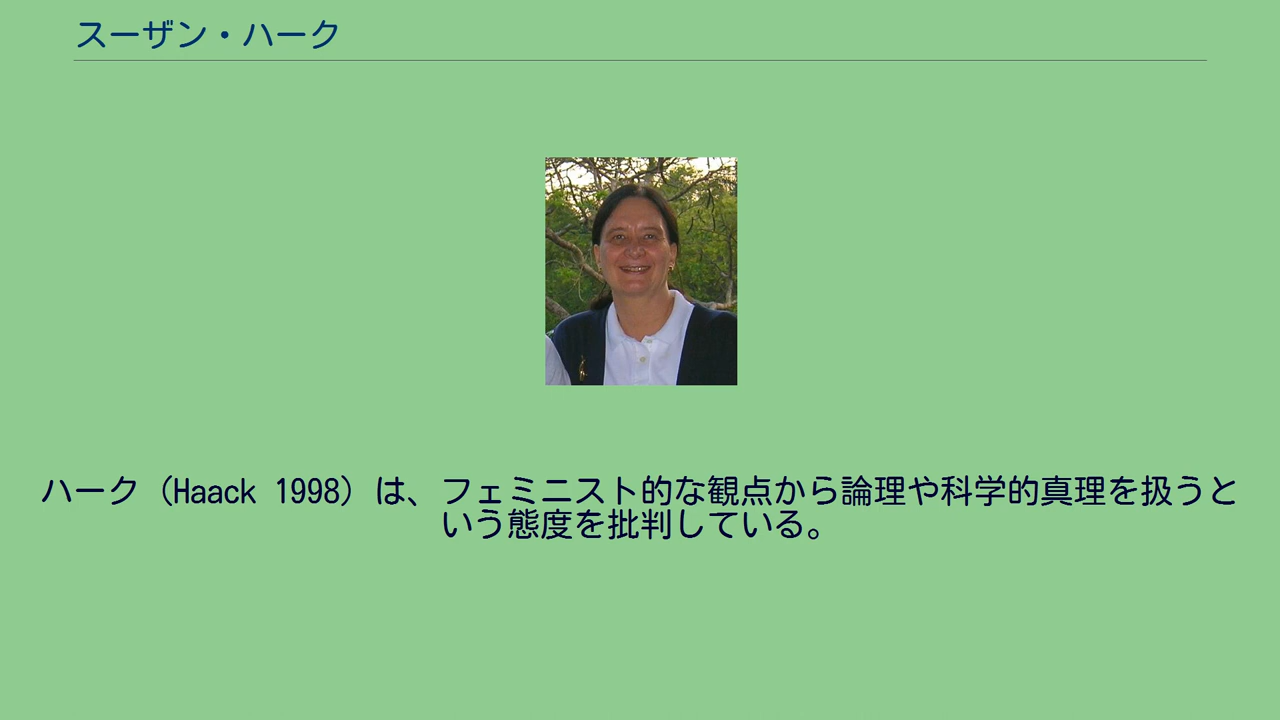 スーザン・ハーク
ハーク（Haack 1998）は、フェミニスト的な観点から論理や科学的真理を扱うと
いう態度を批判している。